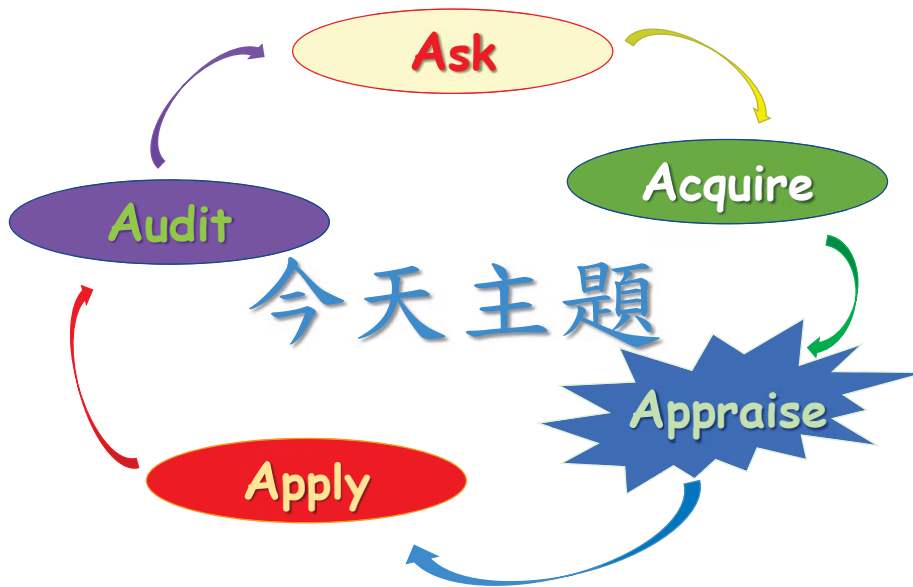 Ask
Acquire
Audit
今天主題
Appraise
Apply